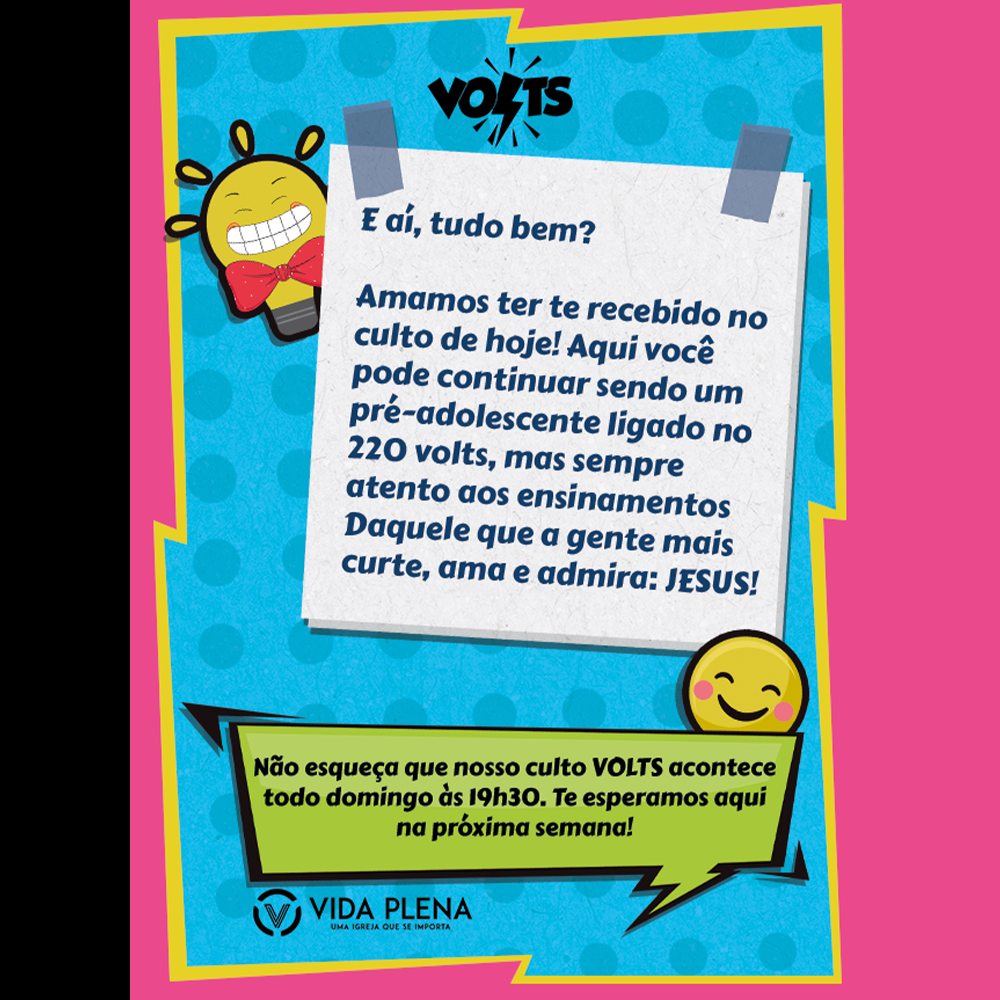 VOLTS
E aí, tudo bem?
Amamos ter te recebido no
culto de hoje! Aqui você
pode continuar sendo um
pré-adolescente ligado no
220 volts, mas sempre
atento aos ensinamentos
Daquele que a gente mais
curte, ama e admira: JESUS!
Não esqueça que nosso culto VOLTS acontece
todo domingo às 19h30. Te esperamos aqui
na próxima semana!
VIDA PLENA
UMA IGREJA QUE SE IMPORTA